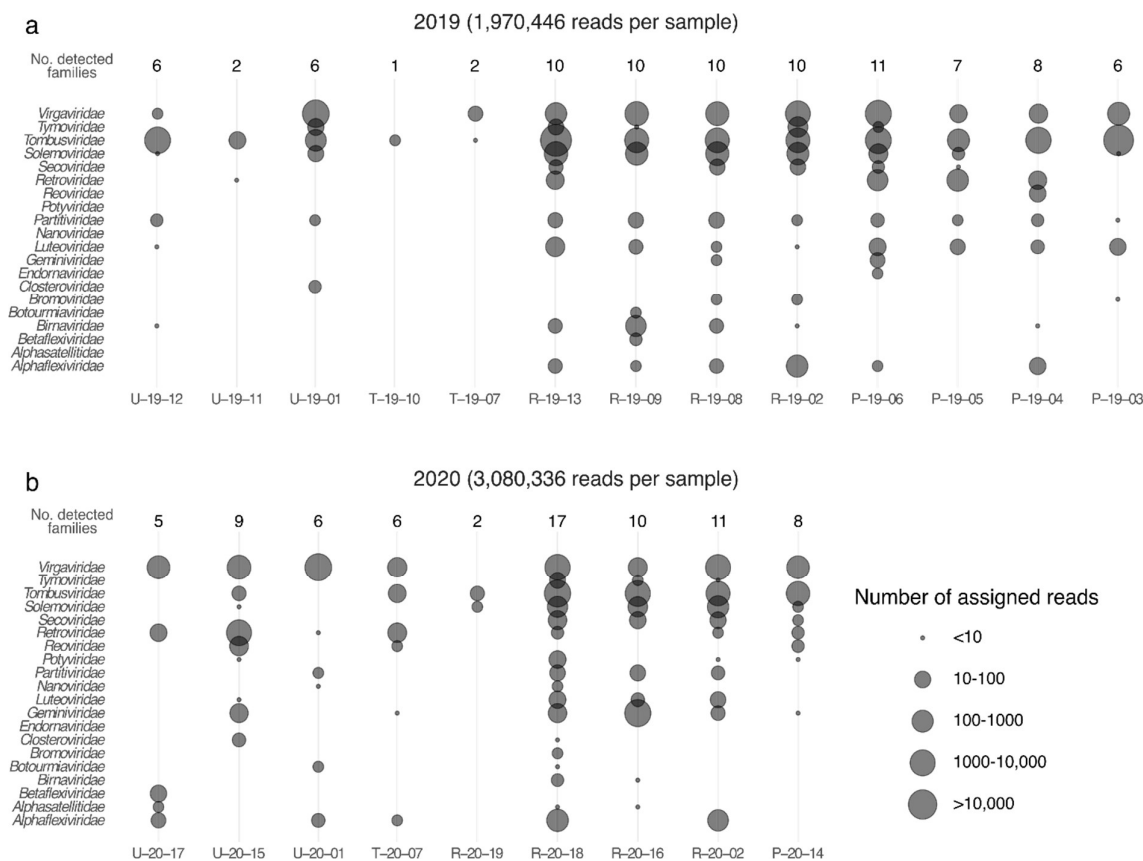 a
2019 (1,970,446 reads per sample)
No. detected
families
6 2 6 1 2 10 10 10 10 11 7 8 6
Virgaviridae
Tymoviridae
Tombusviridae
Solemoviridae
Secoviridae
Retroviridae
Reoviridae
Potyviridae
Partitiviridae
Nanoviridae
Luteoviridae
Geminiviridae
Endornaviridae
Closteroviridae
Bromoviridae
Botourmiaviridae
Birnaviridae
Betaflexiviridae
Alphasatellitidae
Alphaflexiviridae
U–19–12 U–19–11 U–19–01 T–19–10 T–19–07 R–19–13 R–19–09 R–19–08 R–19–02 P–19–06 P–19–05 P–19–04 P–19–03
b
2020 (3,080,336 reads per sample)
No. detected
families
5 9 6 6 2 17 10 11 8
Virgaviridae
Tymoviridae
Tombusviridae
Solemoviridae
Secoviridae
Retroviridae
Reoviridae
Potyviridae
Partitiviridae
Nanoviridae
Luteoviridae
Geminiviridae
Endornaviridae
Closteroviridae
Bromoviridae
Botourmiaviridae
Birnaviridae
Betaflexiviridae
Alphasatellitidae
Alphaflexiviridae
U–20–17 U–20–15 U–20–01 T–20–07 R–20–19 R–20–18 R–20–16 R–20–02 P–20–14
Number of assigned reads
<10
10-100
100-1000
1000-10,000
>10,000